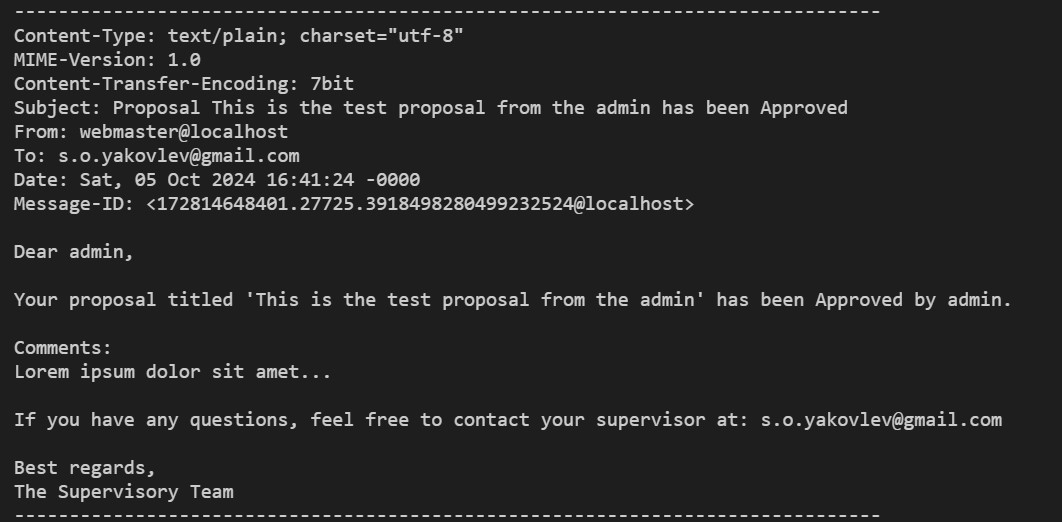 -------------------------------------------------------------------------------
Content-Type: text/plain; charset="utf-8"
MIME-Version: 1.0
Content-Transfer-Encoding: 7bit
Subject: Proposal This is the test proposal from the admin has been Approved
From: webmaster@localhost
To: s.o.yakovlev@gmail.com
Date: Sat, 05 Oct 2024 16:41:24 -0000
Message-ID: <172814648401.27725.3918498280499232524@localhost>

Dear admin,

Your proposal titled 'This is the test proposal from the admin' has been Approved by admin.

Comments:
Lorem ipsum dolor sit amet...

If you have any questions, feel free to contact your supervisor at: s.o.yakovlev@gmail.com

Best regards,
The Supervisory Team
-------------------------------------------------------------------------------